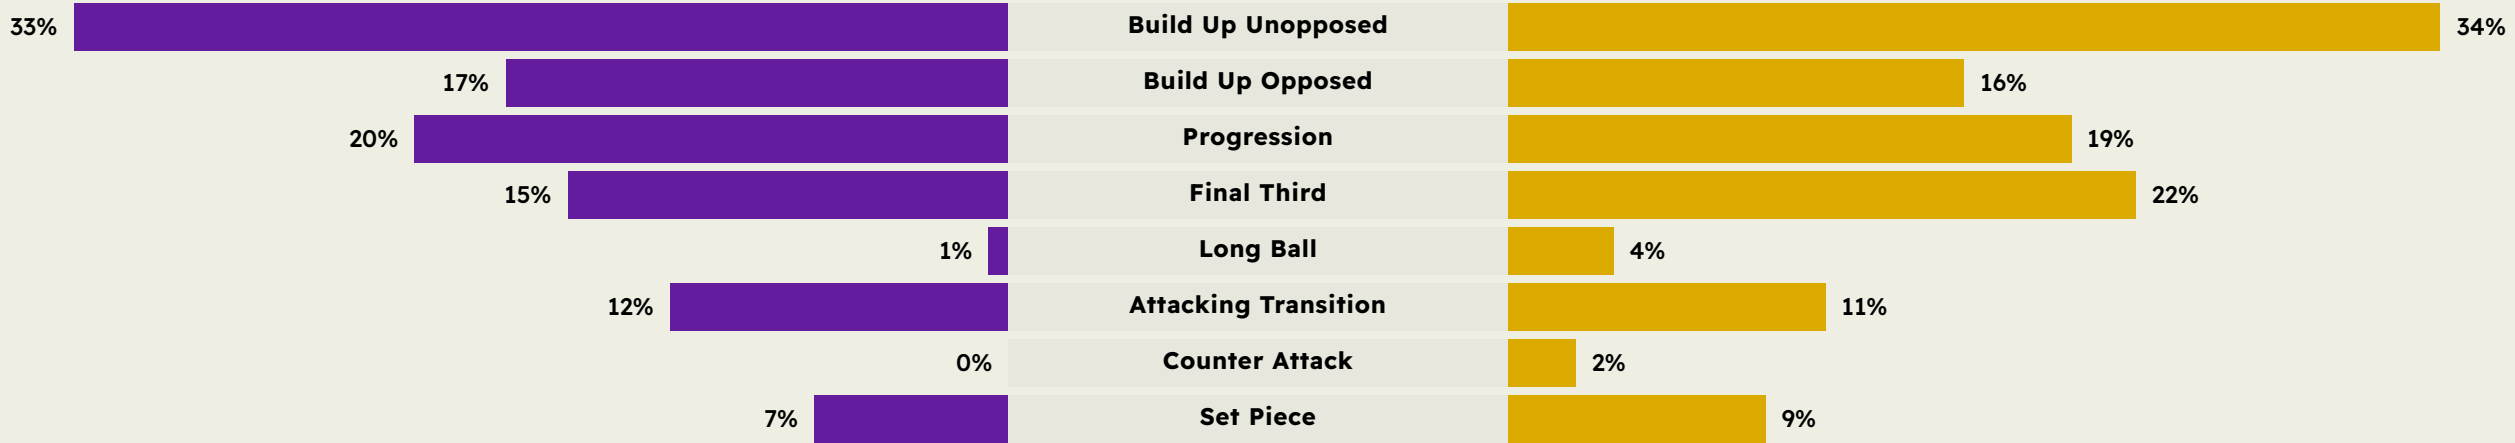 33% Build Up Unopposed 34%
17% Build Up Opposed 16%
20% Progression 19%
15% Final Third 22%
1% Long Ball 4%
12% Attacking Transition 11%
0% Counter Attack 2%
7% Set Piece 9%